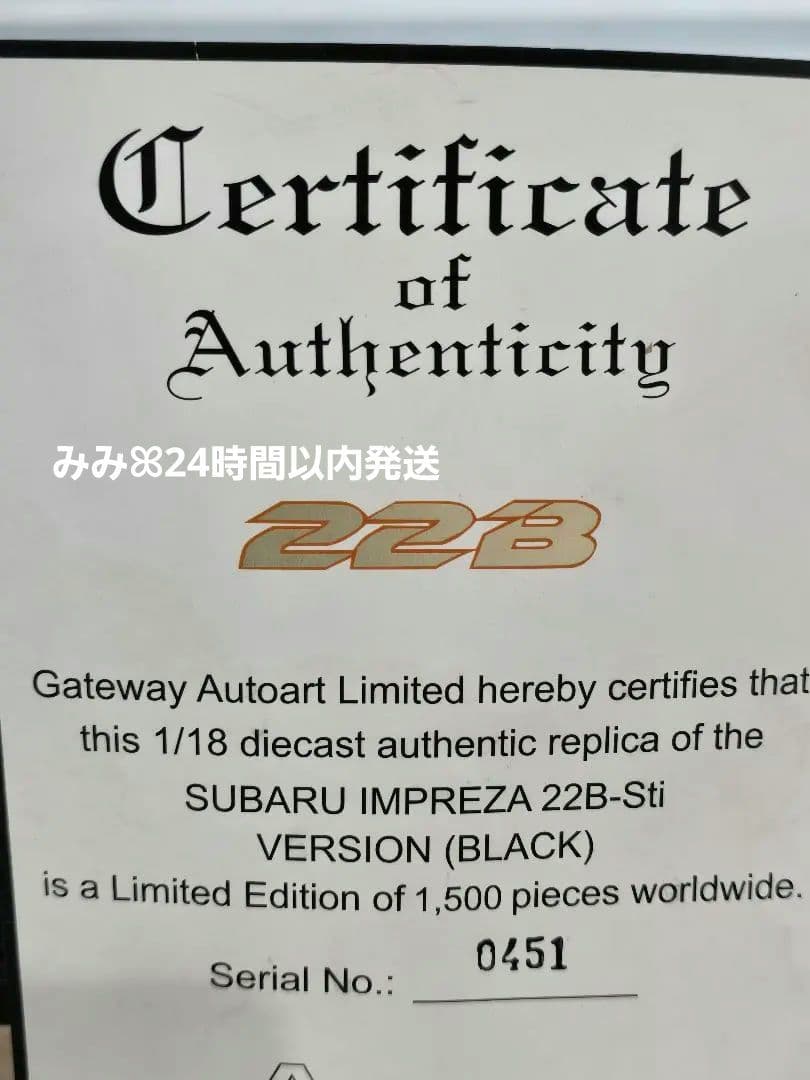 Certificate
of
Authenticity
みみꕤ24時間以内発送
22B
Gateway Autoart Limited hereby certifies that
this 1/18 diecast authentic replica of the
SUBARU IMPREZA 22B-Sti
VERSION (BLACK)
is a Limited Edition of 1,500 pieces worldwide.
0451
Serial No.: